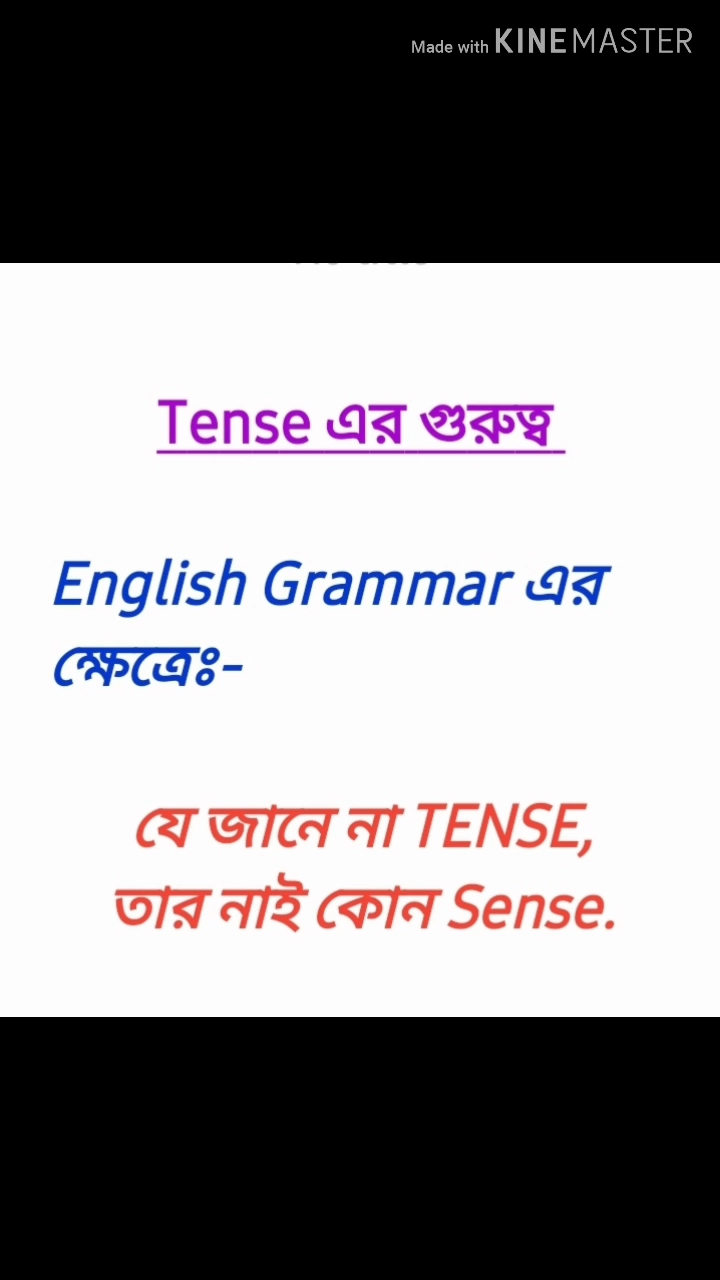 Made with KINEMASTER
Tense এর গুরুত্ব
English Grammar এর
ক্ষেত্রেঃ-
যে জানে না TENSE,
তার নাই কোন Sense.